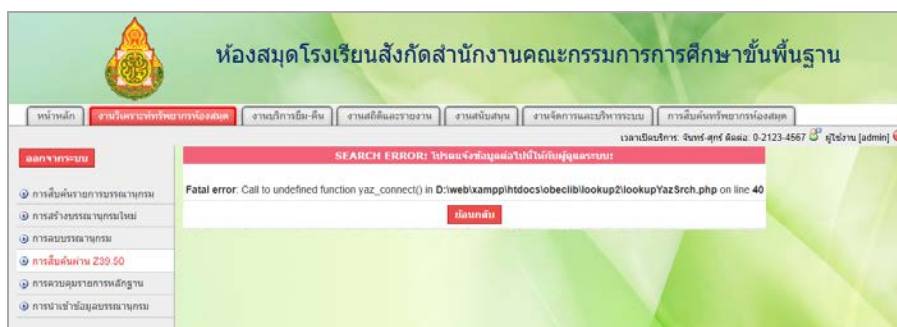 ห้องสมุดโรงเรียนสังกัดสำนักงานคณะกรรมการการศึกษาขั้นพื้นฐาน
หน้าหลัก งานวิเคราะห์ทรัพยากรห้องสมุด งานบริการยืม-คืน งานสถิติและรายงาน งานสนับสนุน งานจัดการและบริหารระบบ การสืบค้นทรัพยากรห้องสมุด
เวลาเปิดบริการ: จันทร์-ศุกร์ ติดต่อ: 0-2123-4567 ผู้ใช่งาน [admin]
ออกจากระบบ
SEARCH ERROR: โปรดแจ้งข้อมูลต่อไปนี้ให้กับผู้ดูแลระบบ:
Fatal error: Call to undefined function yaz_connect() in D:\web\xampp\htdocs\obeclib\lookup2\lookupYazSrch.php on line 40
ย้อนกลับ
การสืบค้นรายการบรรณานุกรม
การสร้างบรรณานุกรมใหม่
การลบบรรณานุกรม
การสืบค้นผ่าน Z39.50
การควบคุมรายการหลักฐาน
การนำเข้าข้อมูลบรรณานุกรม